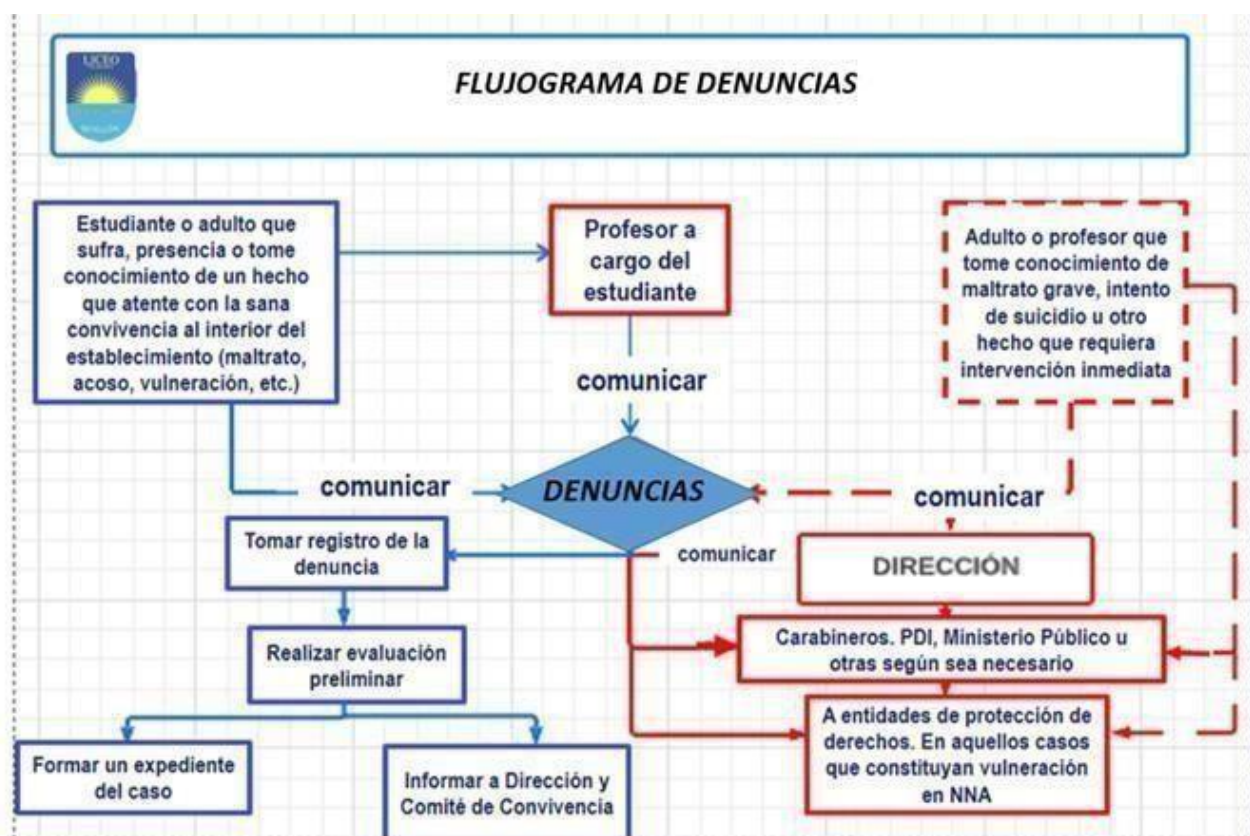 LICEO
FLUJOGRAMA DE DENUNCIAS
Estudiante o adulto que
sufra, presencia o tome
conocimiento de un hecho
que atente con la sana
convivencia al interior del
establecimiento (maltrato,
acoso, vulneración, etc.)
Profesor a
cargo del
estudiante
Adulto o profesor que
tome conocimiento de
maltrato grave, intento
de suicidio u otro
hecho que requiera
intervención inmediata
comunicar
comunicar
DENUNCIAS
comunicar
Tomar registro de la
denuncia
comunicar
DIRECCIÓN
Realizar evaluación
preliminar
Carabineros. PDI, Ministerio Público u
otras según sea necesario
Formar un expediente
del caso
Informar a Dirección y
Comité de Convivencia
A entidades de protección de
derechos. En aquellos casos
que constituyan vulneración
en NNA